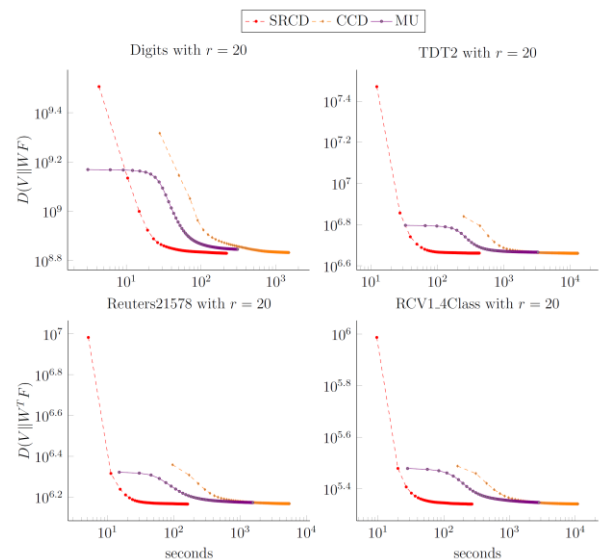 SRCD CCD MU
Digits with r = 20
TDT2 with r = 20
D(V∥WF)
10^9.4
10^9.2
10^9
10^8.8
10^1 10^2 10^3
10^7.4
10^7.2
10^7
10^6.8
10^6.6
10^1 10^2 10^3 10^4
Reuters21578 with r = 20
RCV1_4Class with r = 20
D(V∥W^T F)
10^7
10^6.8
10^6.6
10^6.4
10^6.2
10^1 10^2 10^3 10^4
seconds
10^6
10^5.8
10^5.6
10^5.4
10^1 10^2 10^3 10^4
seconds